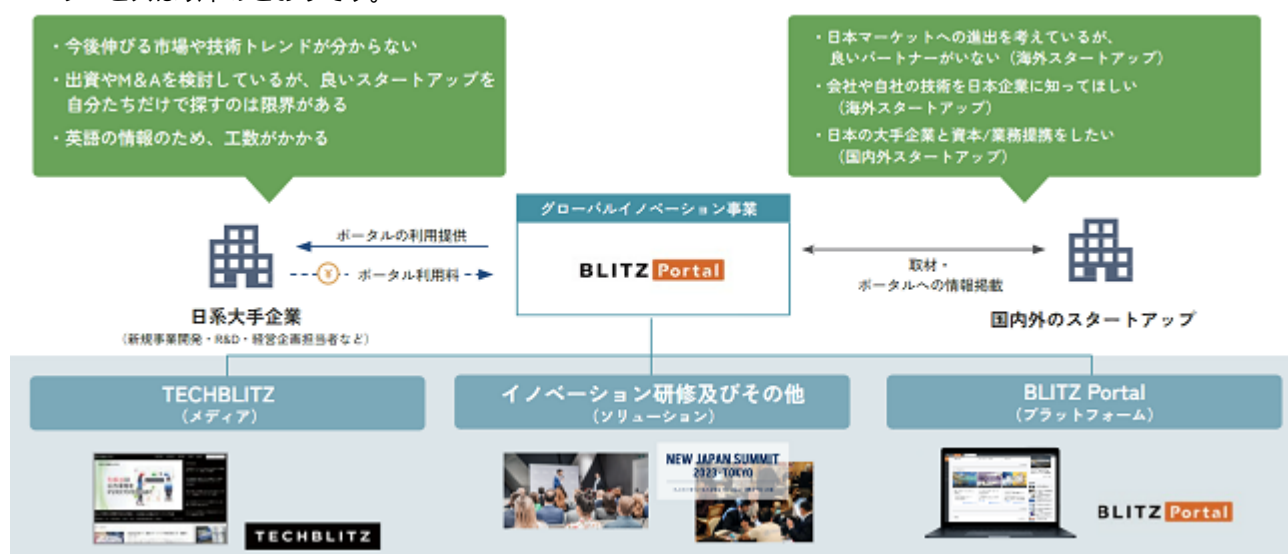 ・今後伸びる市場や技術トレンドが分からない
・出資やM&Aを検討しているが、良いスタートアップを
自分たちだけで探すのは限界がある
・英語の情報のため、工数がかかる
・日本マーケットへの進出を考えているが、
良いパートナーがいない（海外スタートアップ）
・会社や自社の技術を日本企業に知ってほしい
（海外スタートアップ）
・日本の大手企業と資本/業務提携をしたい
（国内外スタートアップ）
グローバルイノベーション事業
BLITZ Portal
ポータルの利用提供
¥ ポータル利用料
取材・
ポータルへの情報掲載
日系大手企業
（新規事業開発・R&D・経営企画担当者など）
国内外のスタートアップ
TECHBLITZ
（メディア）
イノベーション研修及びその他
（ソリューション）
BLITZ Portal
（プラットフォーム）
NEW JAPAN SUMMIT
2023-TOKYO
TECHBLITZ
BLITZ Portal